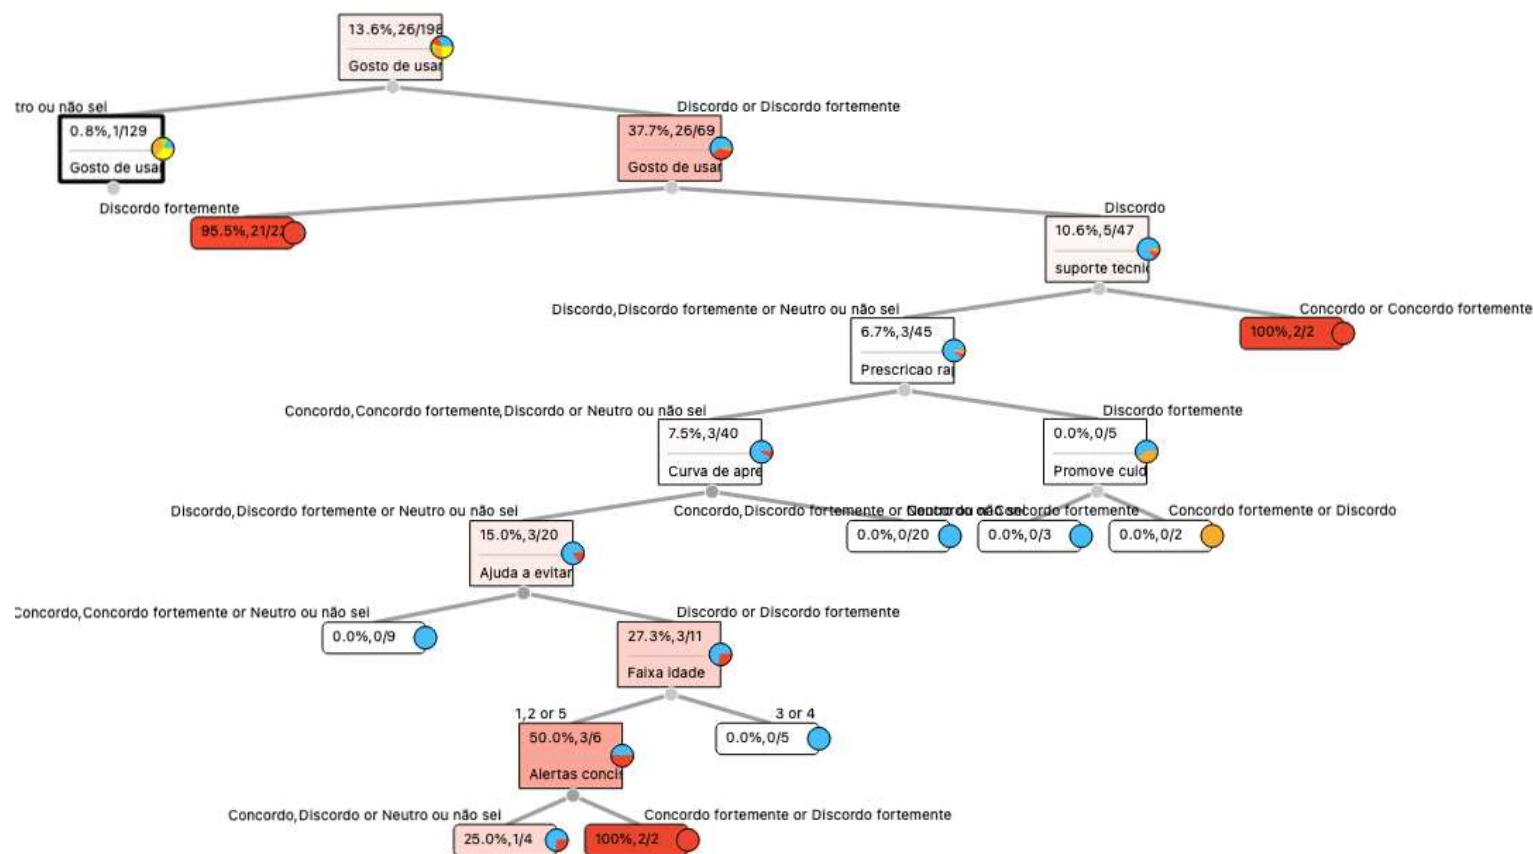 13.6%, 26/198
Gosto de usar
tro ou não sei
Discordo or Discordo fortemente
0.8%, 1/129
Gosto de usa
37.7%, 26/69
Gosto de usar
Discordo fortemente
Discordo
95.5%, 21/22
10.6%, 5/47
suporte tecni
Discordo, Discordo fortemente or Neutro ou não sei
Concordo or Concordo fortemente
6.7%, 3/45
Prescricao ra
100%, 2/2
Concordo, Concordo fortemente, Discordo or Neutro ou não sei
Discordo fortemente
7.5%, 3/40
Curva de apre
0.0%, 0/5
Promove cuid
Discordo, Discordo fortemente or Neutro ou não sei
Concordo, Discordo fortemente or
Concordo fortemente or Discordo
15.0%, 3/20
Ajuda a evitar
0.0%, 0/20
0.0%, 0/3
0.0%, 0/2
Concordo, Concordo fortemente or Neutro ou não sei
Discordo or Discordo fortemente
0.0%, 0/9
27.3%, 3/11
Faixa idade
1, 2 or 5
3 or 4
50.0%, 3/6
Alertas conci
0.0%, 0/5
Concordo, Discordo or Neutro ou não sei
Concordo fortemente or Discordo fortemente
25.0%, 1/4
100%, 2/2